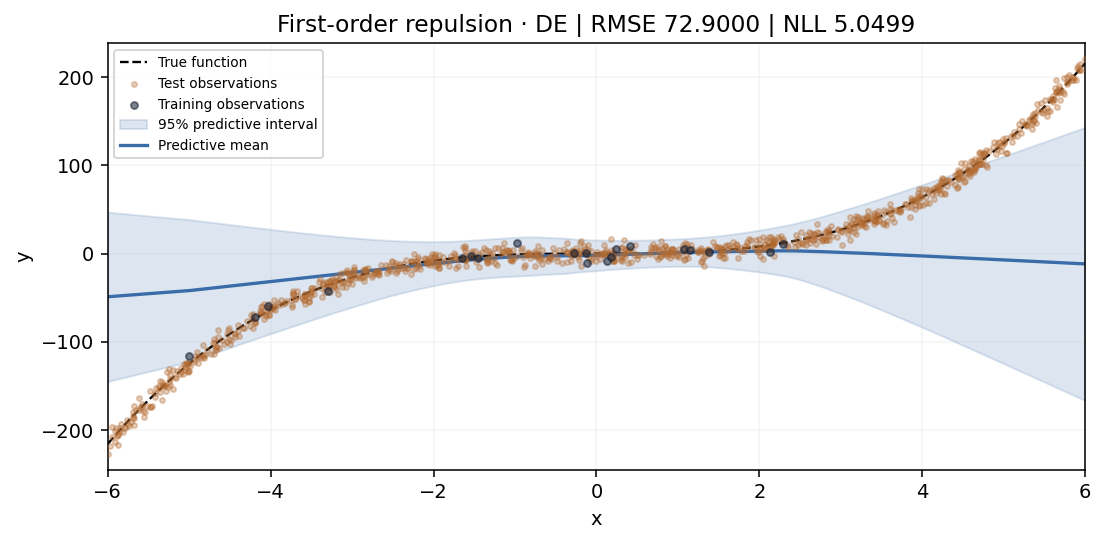 First-order repulsion · DE | RMSE 72.9000 | NLL 5.0499
True function
Test observations
Training observations
95% predictive interval
Predictive mean
y
200
100
0
−100
−200
−6
−4
−2
0
2
4
6
x